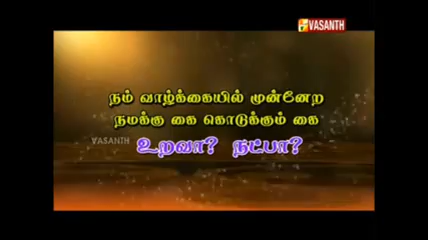 VASANTH
நம் வாழ்க்கையில் முன்னேற
நமக்கு கை கொடுக்கும் கை
VASANTH
உறவா? நட்பா?